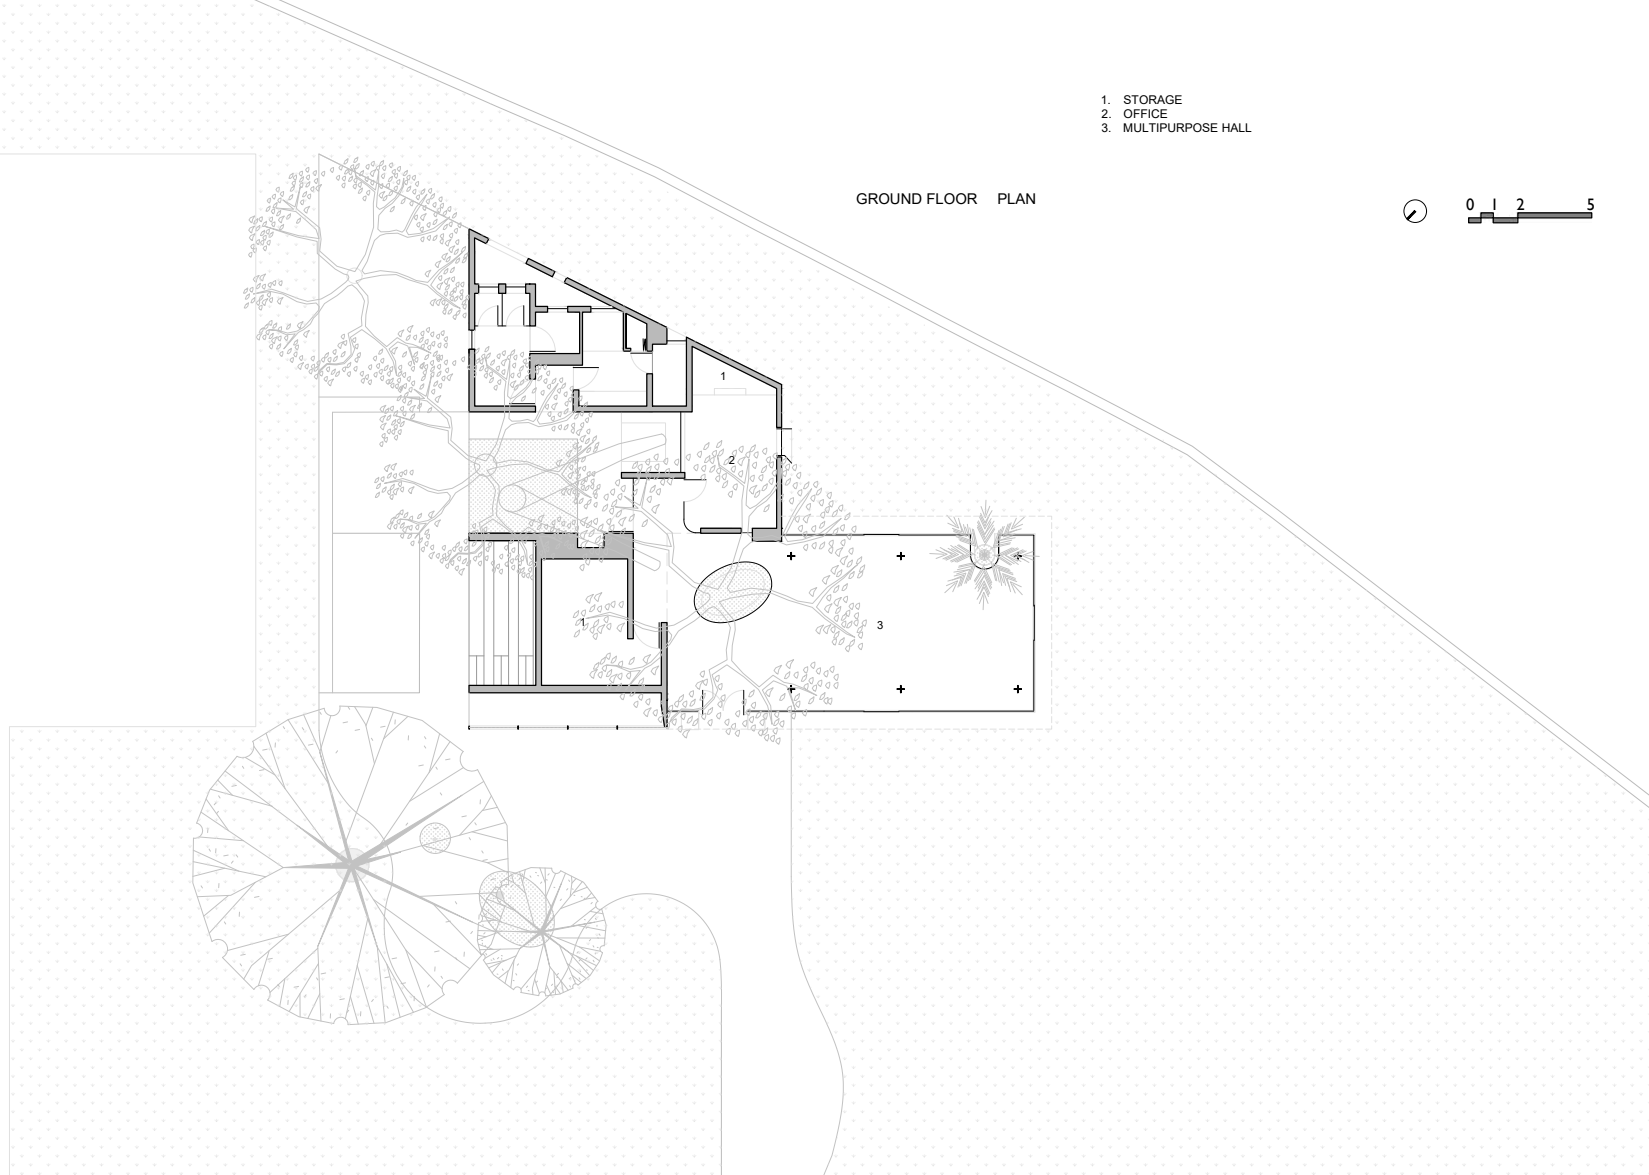 1. STORAGE
2. OFFICE
3. MULTIPURPOSE HALL
GROUND FLOOR PLAN
0 1 2 5
1
2
1
3